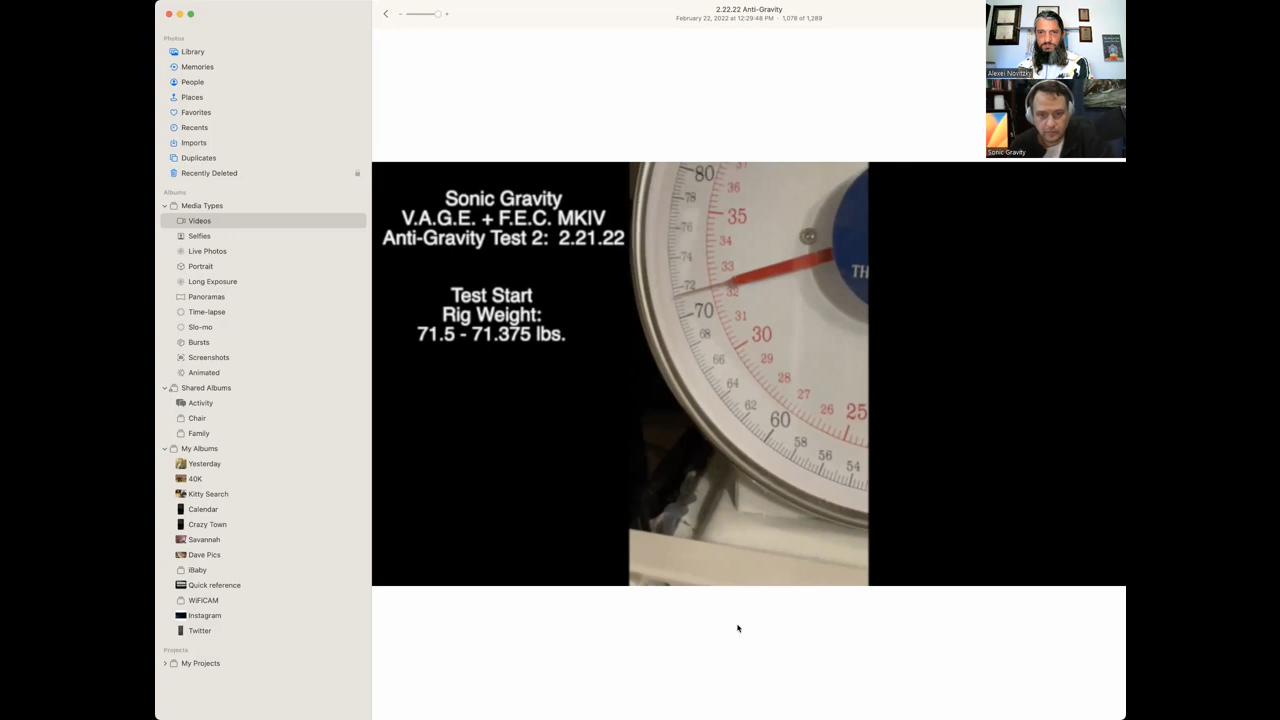 2.22.22 Anti-Gravity
February 22, 2022 at 12:29:48 PM · 1,078 of 1,289
Photos
Library
Memories
People
Places
Favorites
Recents
Imports
Duplicates
Recently Deleted
Albums
Media Types
Videos
Selfies
Live Photos
Portrait
Long Exposure
Panoramas
Time-lapse
Slo-mo
Bursts
Screenshots
Animated
Shared Albums
Activity
Chair
Family
My Albums
Yesterday
40K
Kitty Search
Calendar
Crazy Town
Savannah
Dave Pics
iBaby
Quick reference
WiFiCAM
Instagram
Twitter
Projects
My Projects
Sonic Gravity
V.A.G.E. + F.E.C. MKIV
Anti-Gravity Test 2: 2.21.22
Test Start
Rig Weight:
71.5 - 71.375 lbs.
80
78
72
70
68
66
64
62
60
58
56
54
36
35
34
33
32
31
30
29
28
27
26
25
TH
Alexei Novitzky
Sonic Gravity